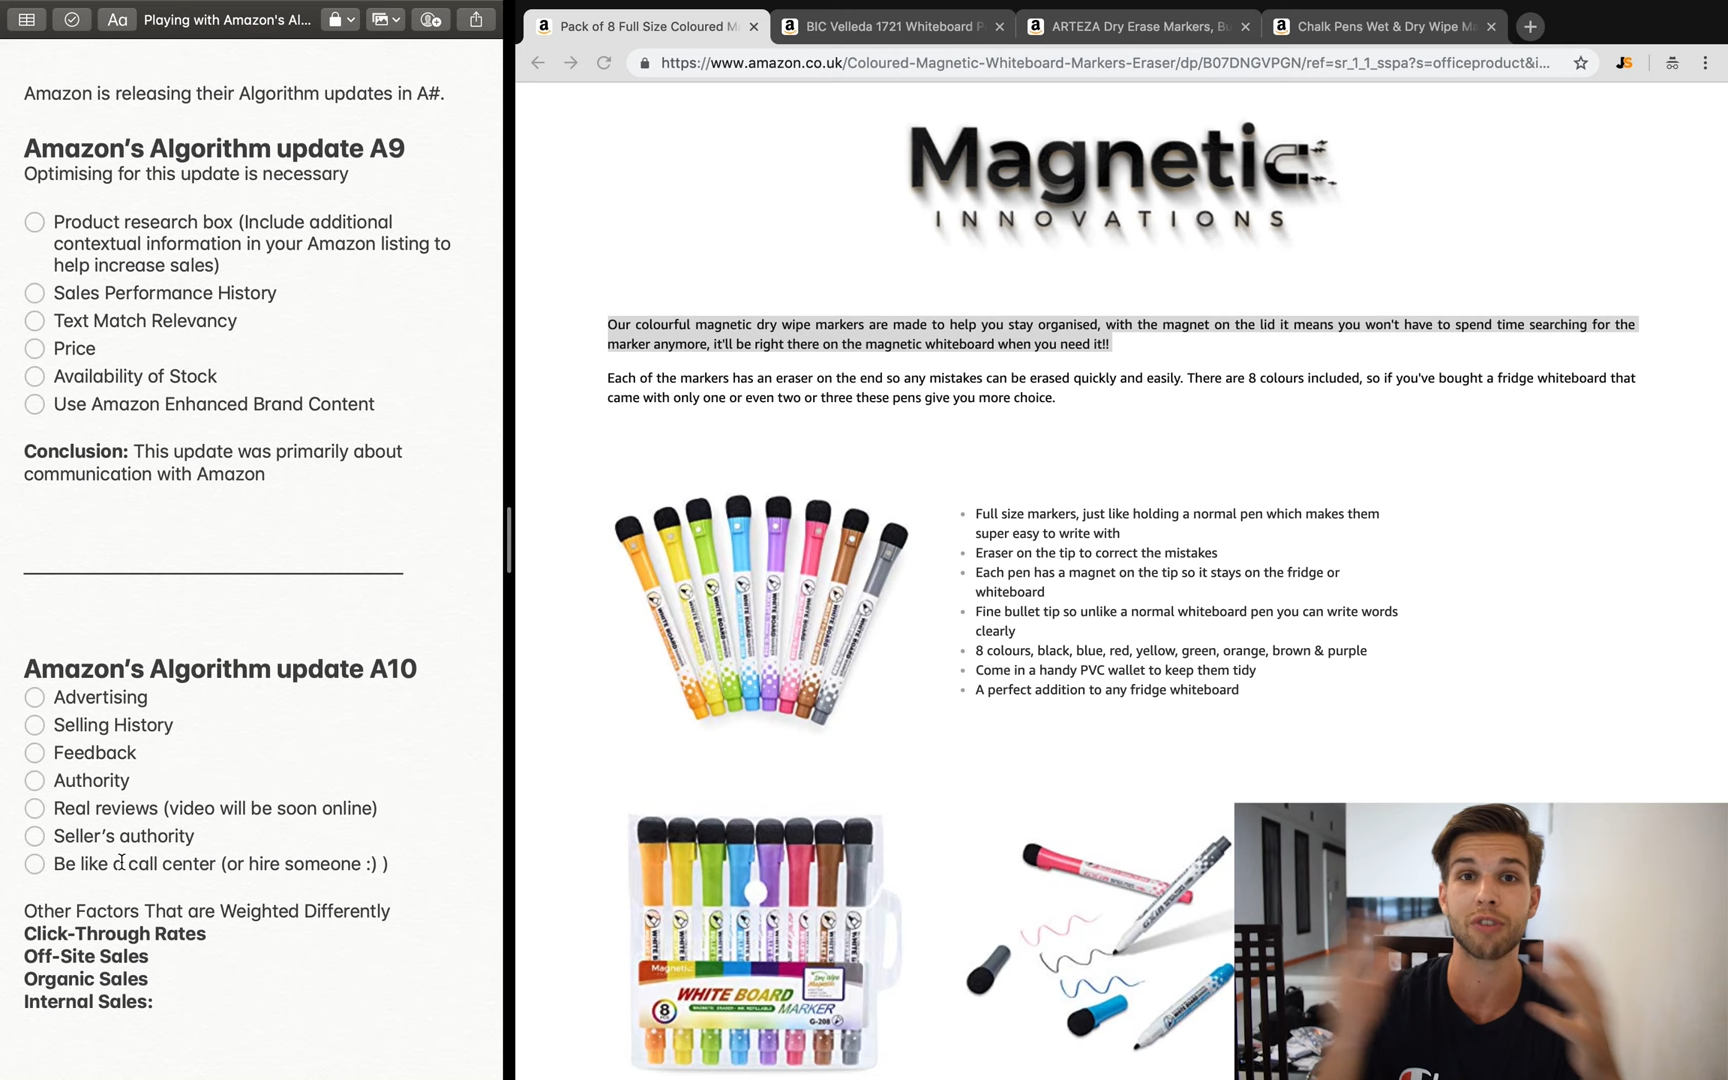 Playing with Amazon's Al...
Aa
Amazon is releasing their Algorithm updates in A#.
Amazon's Algorithm update A9
Optimising for this update is necessary
Product research box (Include additional
contextual information in your Amazon listing to
help increase sales)
Sales Performance History
Text Match Relevancy
Price
Availability of Stock
Use Amazon Enhanced Brand Content
Conclusion: This update was primarily about
communication with Amazon
Amazon's Algorithm update A10
Advertising
Selling History
Feedback
Authority
Real reviews (video will be soon online)
Seller's authority
Be like a call center (or hire someone :) )
Other Factors That are Weighted Differently
Click-Through Rates
Off-Site Sales
Organic Sales
Internal Sales:
Pack of 8 Full Size Coloured M
BIC Velleda 1721 Whiteboard P
ARTEZA Dry Erase Markers, Bu
Chalk Pens Wet & Dry Wipe Ma
https://www.amazon.co.uk/Coloured-Magnetic-Whiteboard-Markers-Eraser/dp/B07DNGVPGN/ref=sr_1_1_sspa?s=officeproduct&i...
JS
Magnetic
INNOVATIONS
Our colourful magnetic dry wipe markers are made to help you stay organised, with the magnet on the lid it means you won't have to spend time searching for the
marker anymore, it'll be right there on the magnetic whiteboard when you need it!!
Each of the markers has an eraser on the end so any mistakes can be erased quickly and easily. There are 8 colours included, so if you've bought a fridge whiteboard that
came with only one or even two or three these pens give you more choice.
Full size markers, just like holding a normal pen which makes them
super easy to write with
Eraser on the tip to correct the mistakes
Each pen has a magnet on the tip so it stays on the fridge or
whiteboard
Fine bullet tip so unlike a normal whiteboard pen you can write words
clearly
8 colours, black, blue, red, yellow, green, orange, brown & purple
Come in a handy PVC wallet to keep them tidy
A perfect addition to any fridge whiteboard
Magnetic
WHITE BOARD
MARKER
8
G-208